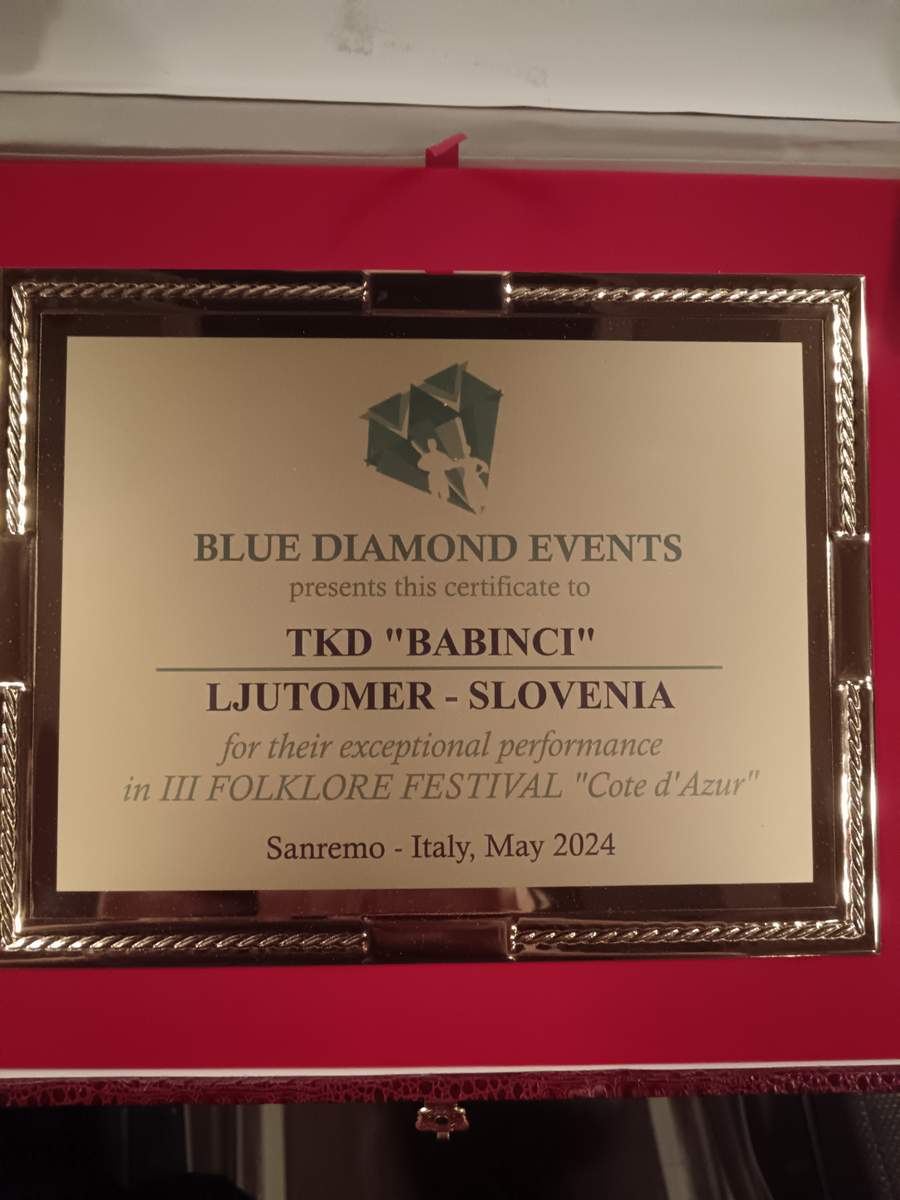 BLUE DIAMOND EVENTS
presents this certificate to
TKD "BABINCI"
LJUTOMER - SLOVENIA
for their exceptional performance
in III FOLKLORE FESTIVAL "Cote d'Azur"
Sanremo - Italy, May 2024